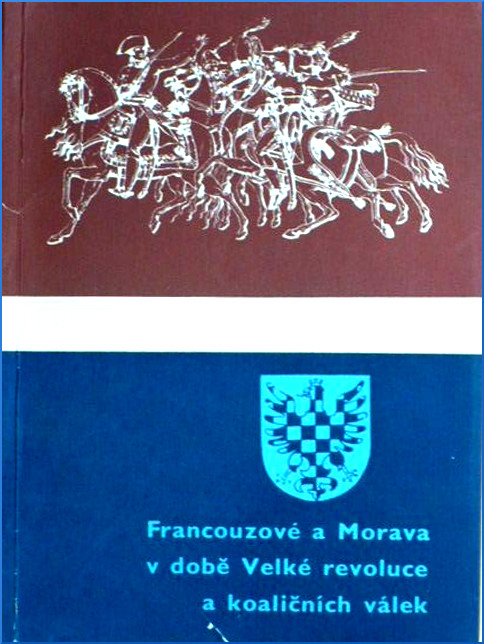 Francouzové a Morava
v době Velké revoluce
a koaličních válek